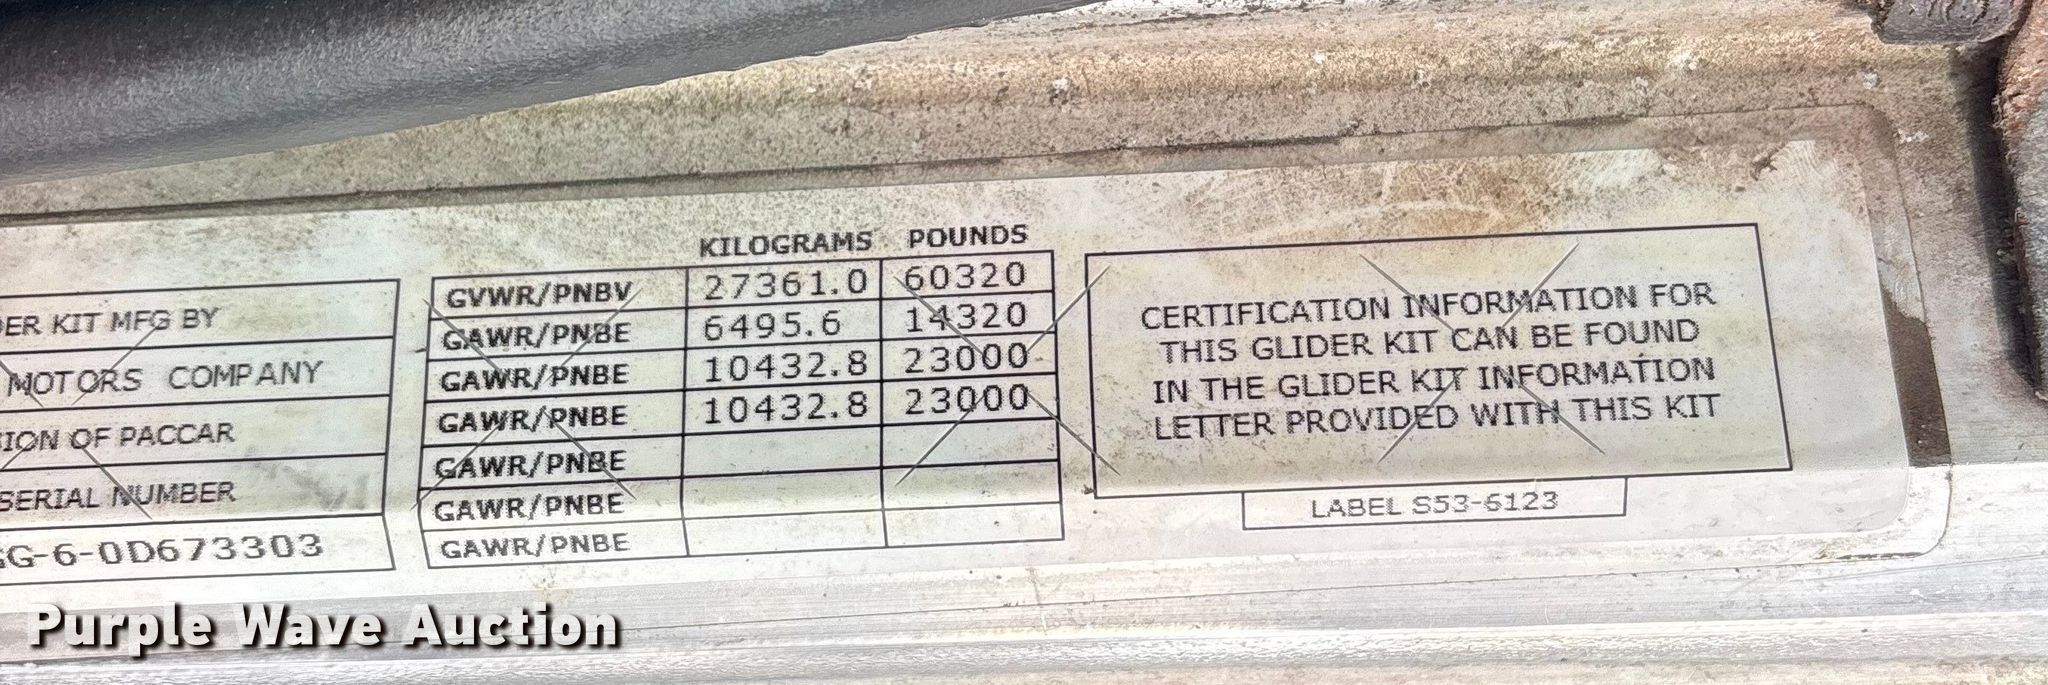 KILOGRAMS POUNDS
GVWR/PNBV 27361.0 60320
GAWR/PNBE 6495.6 14320
GAWR/PNBE 10432.8 23000
GAWR/PNBE 10432.8 23000
GAWR/PNBE
GAWR/PNBE
GAWR/PNBE
KIT MFG BY
MOTORS COMPANY
OF PACCAR
SERIAL NUMBER
G-6-0D673303
CERTIFICATION INFORMATION FOR
THIS GLIDER KIT CAN BE FOUND
IN THE GLIDER KIT INFORMATION
LETTER PROVIDED WITH THIS KIT
LABEL S53-6123
Purple Wave Auction